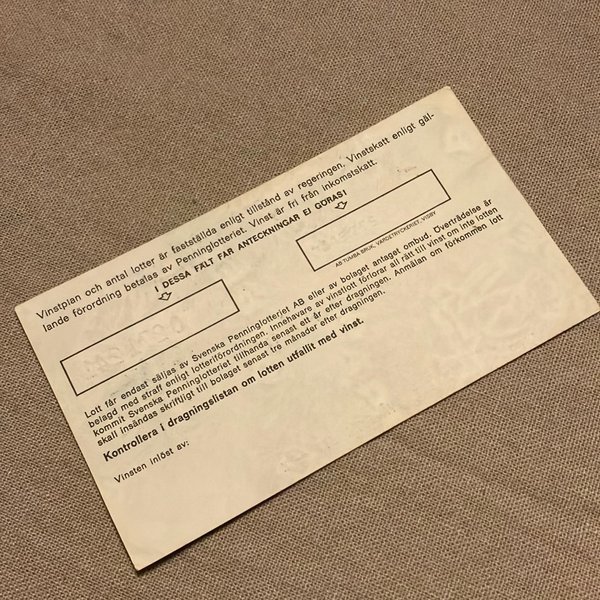 Vinstplan och antal lotter är fastställda enligt tillstånd av regeringen. Vinstskatt enligt gäl-
lande förordning betalas av Penninglotteriet. Vinst är fri från inkomstskatt.
I DESSA FÄLT FÅR ANTECKNINGAR EJ GÖRAS!
AB TUMBA BRUK, VÄRDETRYCKERIET, VISBY
Lott får endast säljas av Svenska Penninglotteriet AB eller av bolaget antaget ombud. Överträdelse är
belagd med straff enligt lotteriförordningen. Innehavare av vinstlott förlorar all rätt till vinst om inte lotten
kommit Svenska Penninglotteriet tillhanda senast ett år efter dragningen. Anmälan om förkommen lott
skall insändas skriftligt till bolaget senast tre månader efter dragningen.
Kontrollera i dragningslistan om lotten utfallit med vinst.
Vinsten inlöst av: